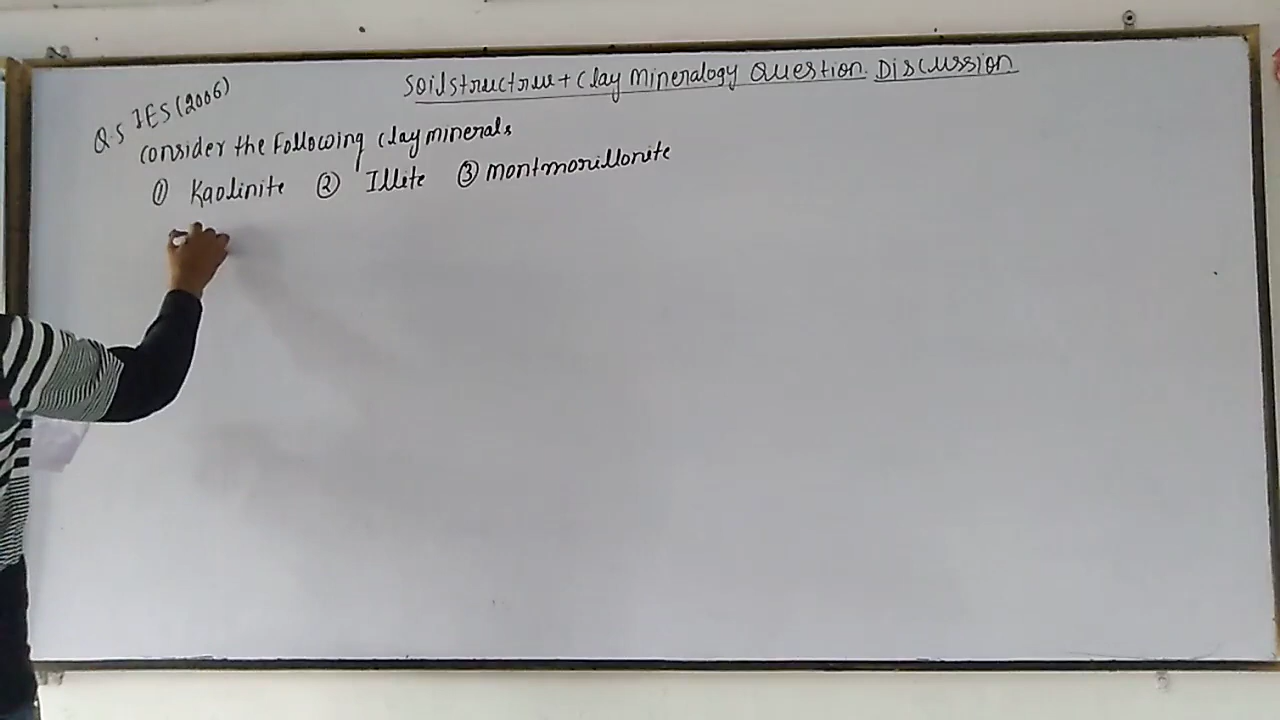 Soil structure + Clay Mineralogy Question Discussion
Q.5 IES (2006)
Consider the following clay minerals
① Kaolinite ② Illite ③ montmorillonite